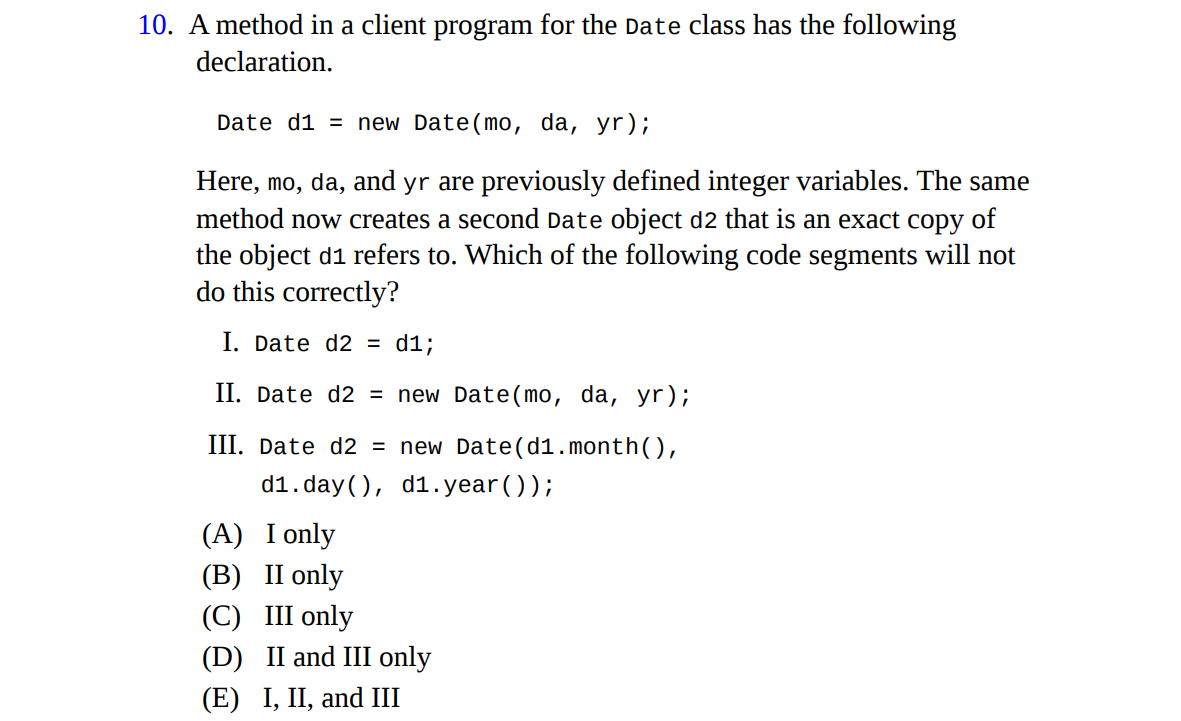 10. A method in a client program for the Date class has the following
declaration.
Date d1 = new Date(mo, da, yr);
Here, mo, da, and yr are previously defined integer variables. The same
method now creates a second Date object d2 that is an exact copy of
the object d1 refers to. Which of the following code segments will not
do this correctly?
I. Date d2 = d1;
II. Date d2 = new Date(mo, da, yr);
III. Date d2 = new Date(d1.month(),
d1.day(), d1.year());
(A) I only
(B) II only
(C) III only
(D) II and III only
(E) I, II, and III